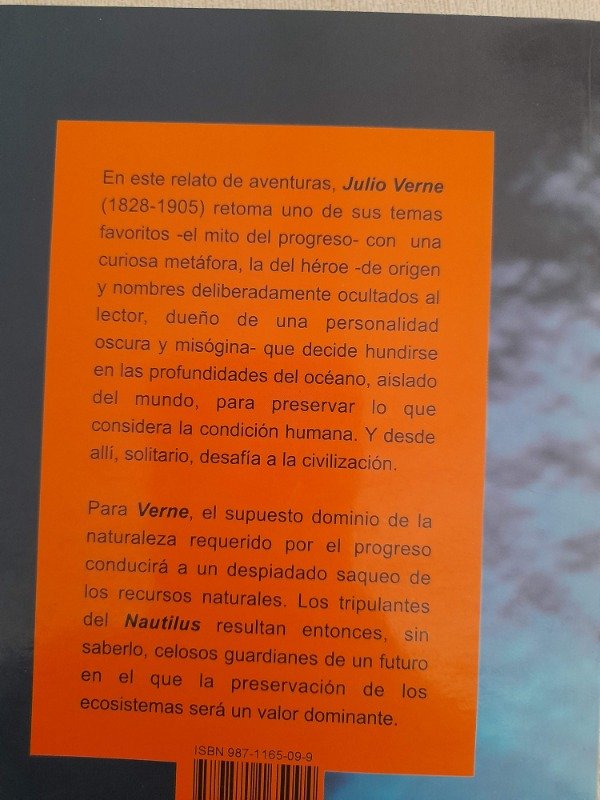 En este relato de aventuras, Julio Verne
(1828-1905) retoma uno de sus temas
favoritos -el mito del progreso- con una
curiosa metáfora, la del héroe -de origen
y nombres deliberadamente ocultados al
lector, dueño de una personalidad
oscura y misógina- que decide hundirse
en las profundidades del océano, aislado
del mundo, para preservar lo que
considera la condición humana. Y desde
allí, solitario, desafía a la civilización.
Para Verne, el supuesto dominio de la
naturaleza requerido por el progreso
conducirá a un despiadado saqueo de
los recursos naturales. Los tripulantes
del Nautilus resultan entonces, sin
saberlo, celosos guardianes de un futuro
en el que la preservación de los
ecosistemas será un valor dominante.
ISBN 987-1165-09-9